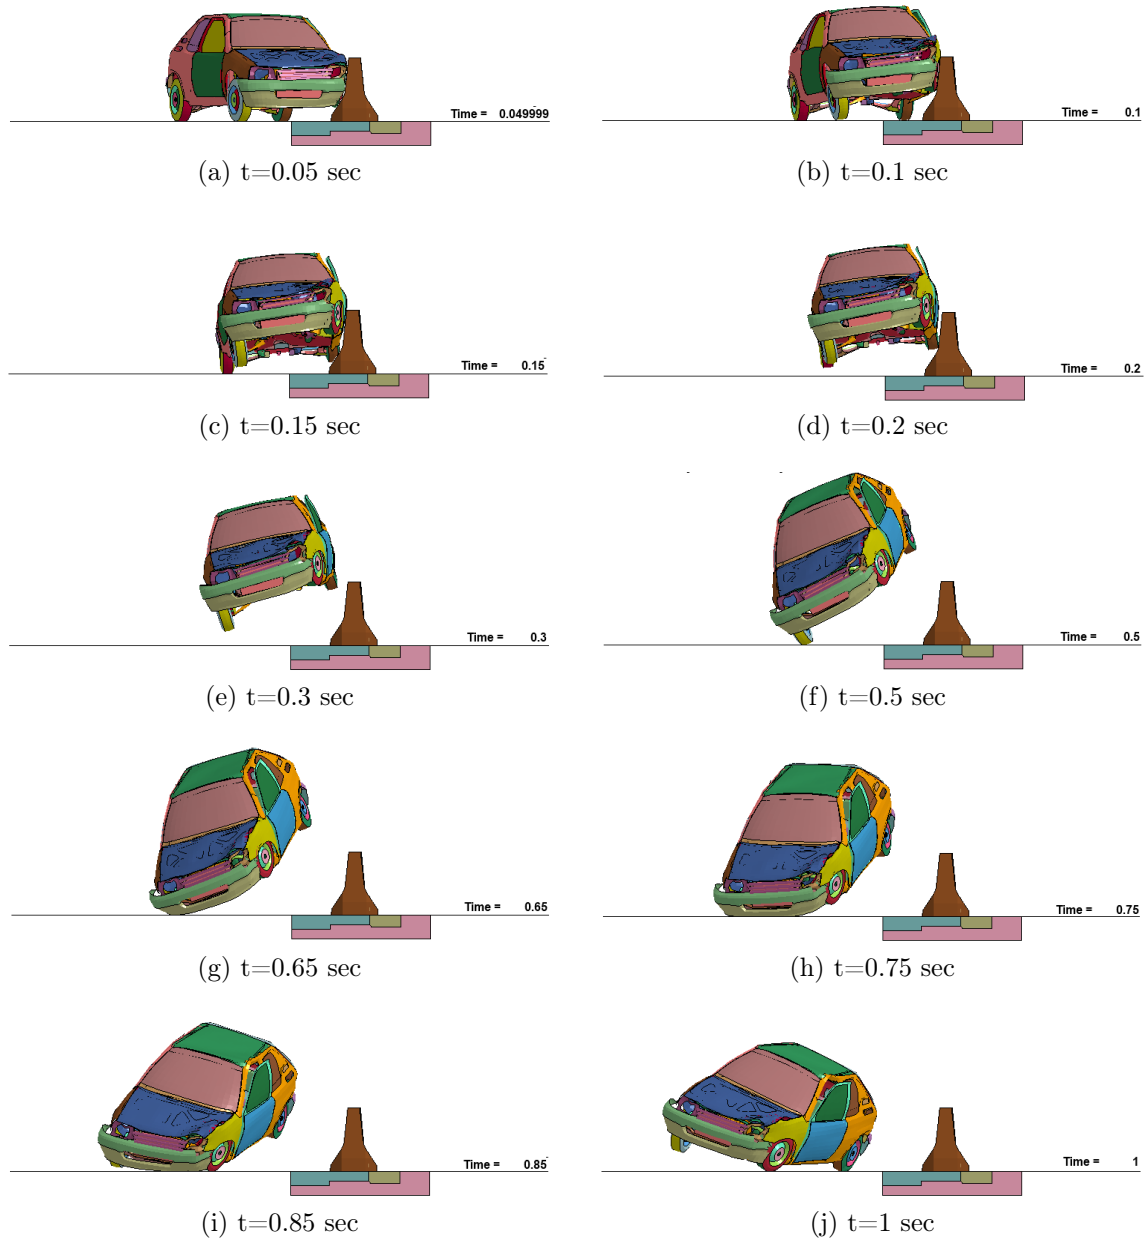 Time = 0.049999
(a) t=0.05 sec
Time = 0.1
(b) t=0.1 sec
Time = 0.15
(c) t=0.15 sec
Time = 0.2
(d) t=0.2 sec
Time = 0.3
(e) t=0.3 sec
Time = 0.5
(f) t=0.5 sec
Time = 0.65
(g) t=0.65 sec
Time = 0.75
(h) t=0.75 sec
Time = 0.85
(i) t=0.85 sec
Time = 1
(j) t=1 sec